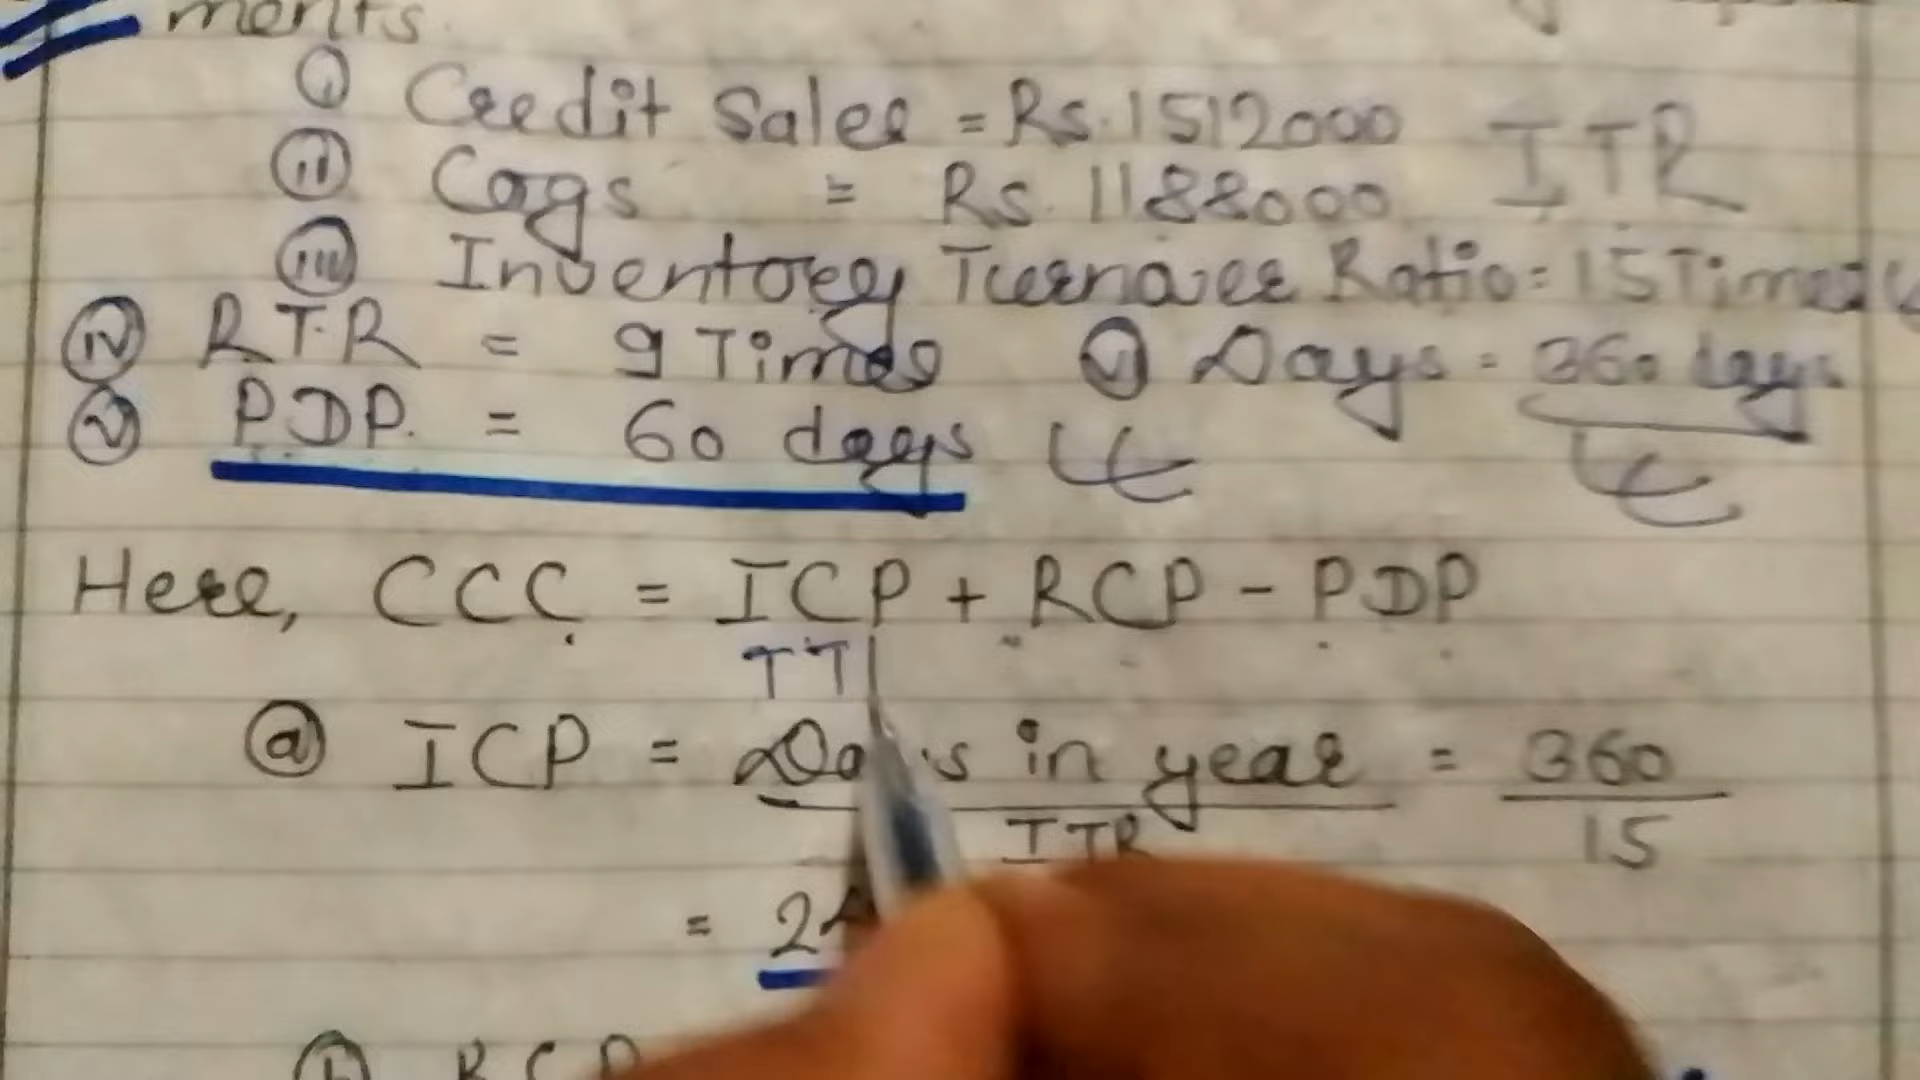 ments.
(i) Credit Sales = Rs. 1512000 ITR
(ii) Cogs = Rs. 1188000
(iii) Inventory Turnover Ratio = 15 Times
(iv) RTR = 9 Times (vi) Days = 360 days
(v) PDP. = 60 days
Here, CCC = ICP + RCP - PDP
(a) ICP = Days in year = 360
ITR 15
= 24
(b) RCP